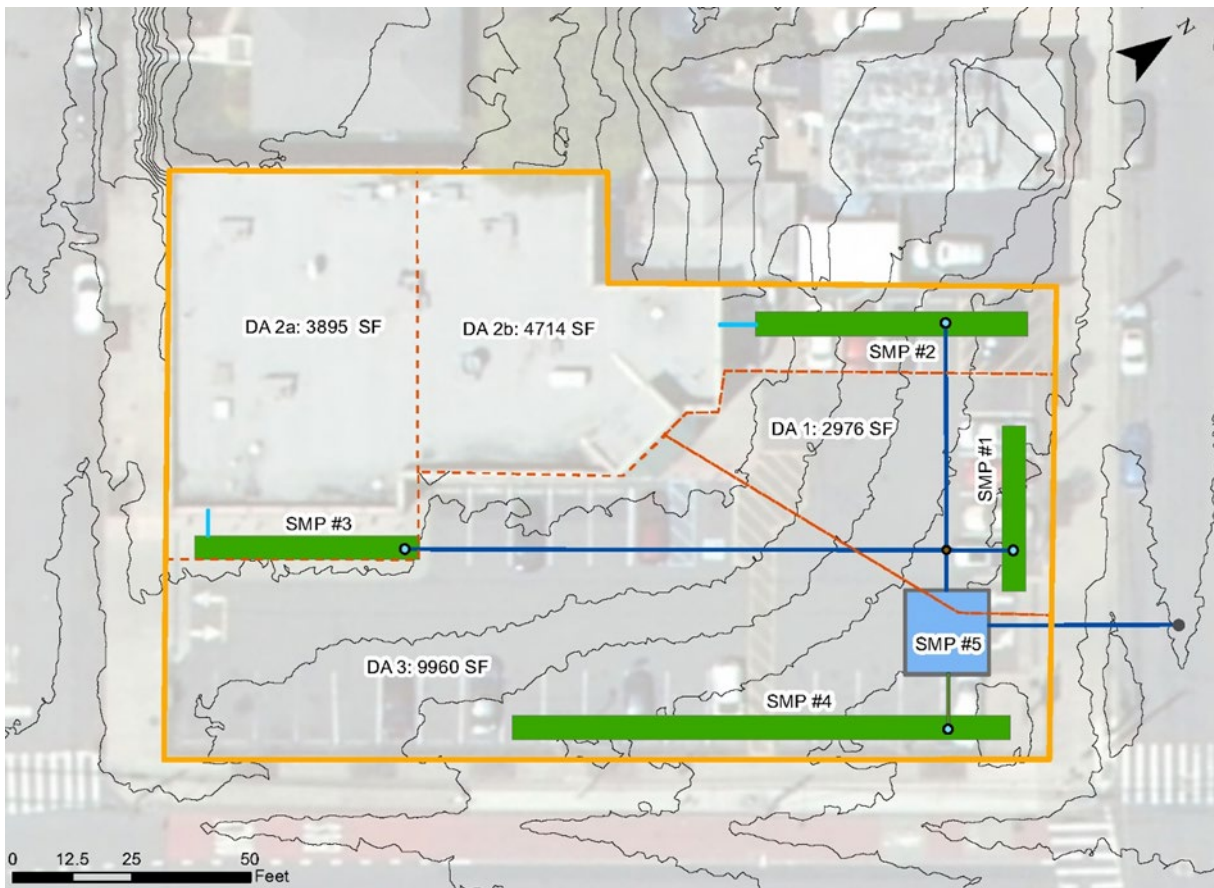 N
DA 2a: 3895 SF
DA 2b: 4714 SF
SMP #2
DA 1: 2976 SF
SMP #1
SMP #3
SMP #5
DA 3: 9960 SF
SMP #4
0 12.5 25 50
Feet